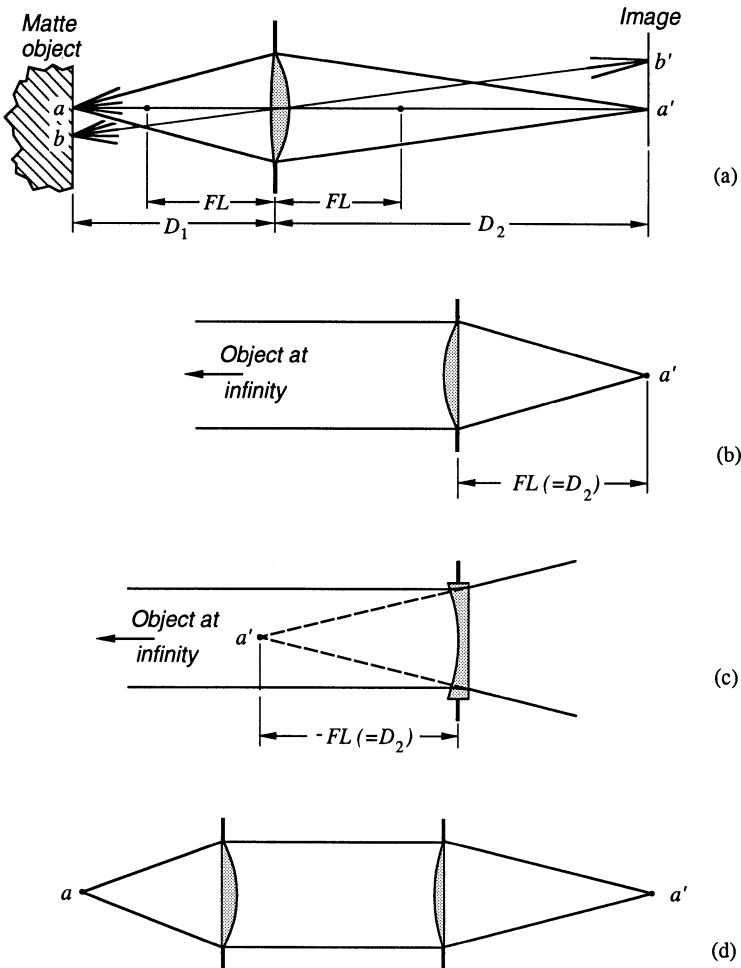 Matte
object
Image
a
b
b'
a'
FL
FL
D₁
D₂
(a)
Object at
infinity
a'
FL (=D₂)
(b)
Object at
infinity
a'
-FL (=D₂)
(c)
a
a'
(d)